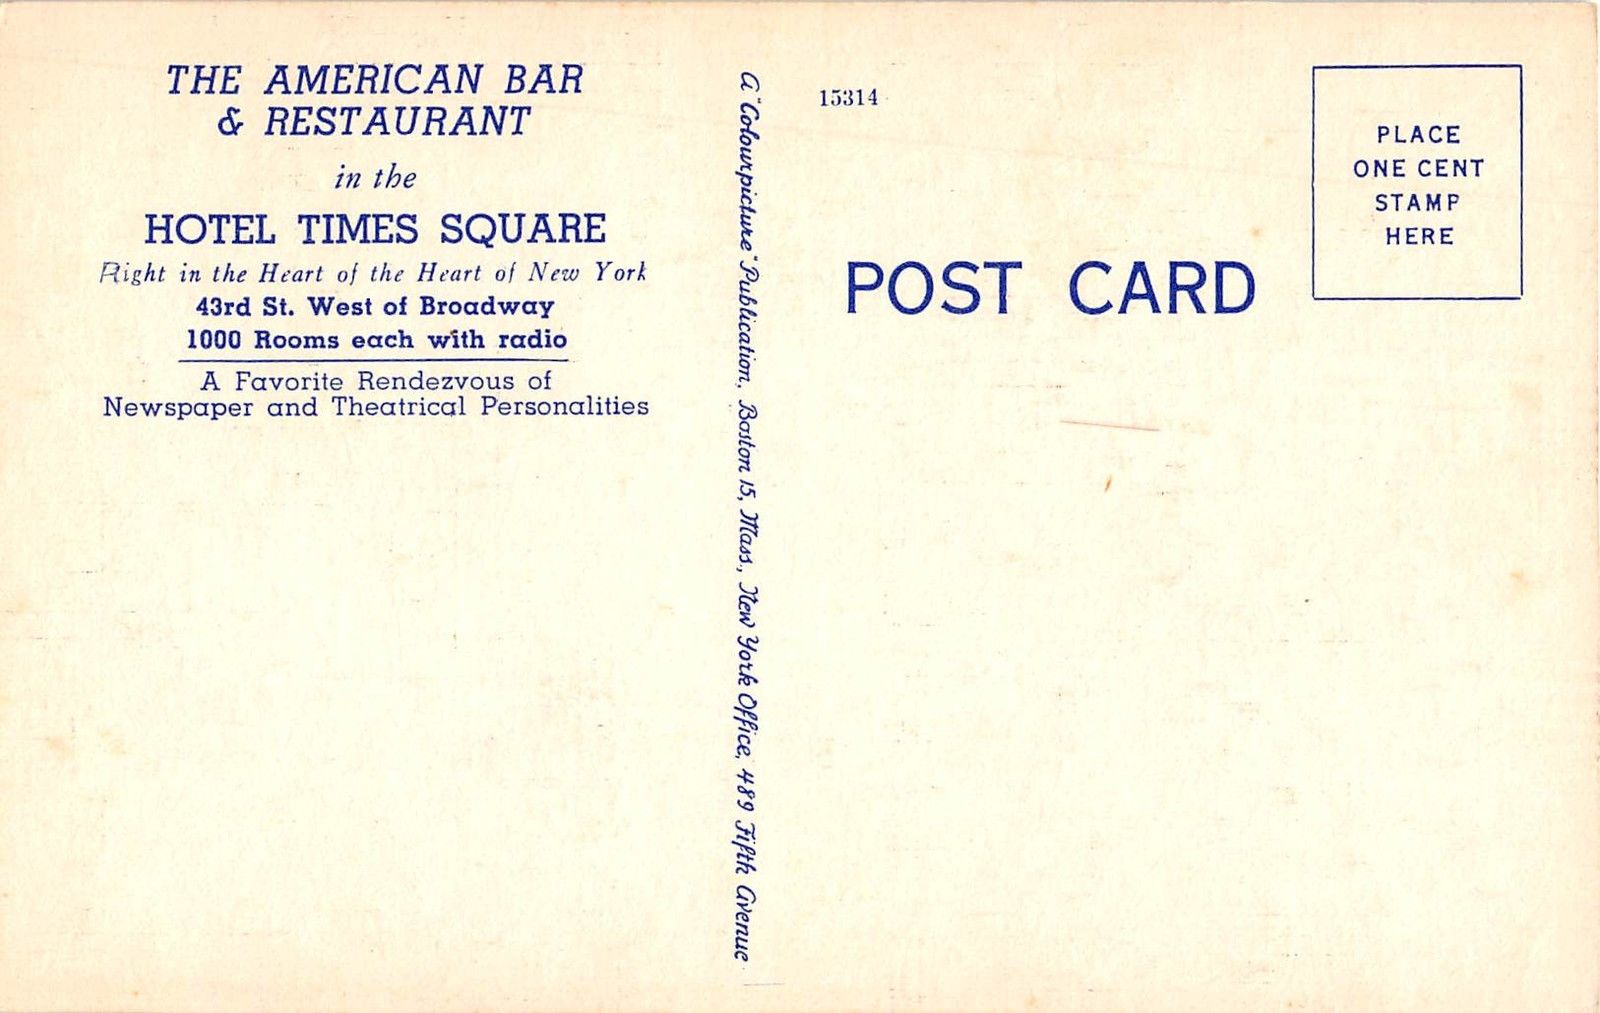 THE AMERICAN BAR
& RESTAURANT
in the
HOTEL TIMES SQUARE
Right in the Heart of the Heart of New York
43rd St. West of Broadway
1000 Rooms each with radio
A Favorite Rendezvous of
Newspaper and Theatrical Personalities
A "Colourpicture" Publication, Boston 15, Mass., New York Office, 489 Fifth Avenue
15314
POST CARD
PLACE
ONE CENT
STAMP
HERE